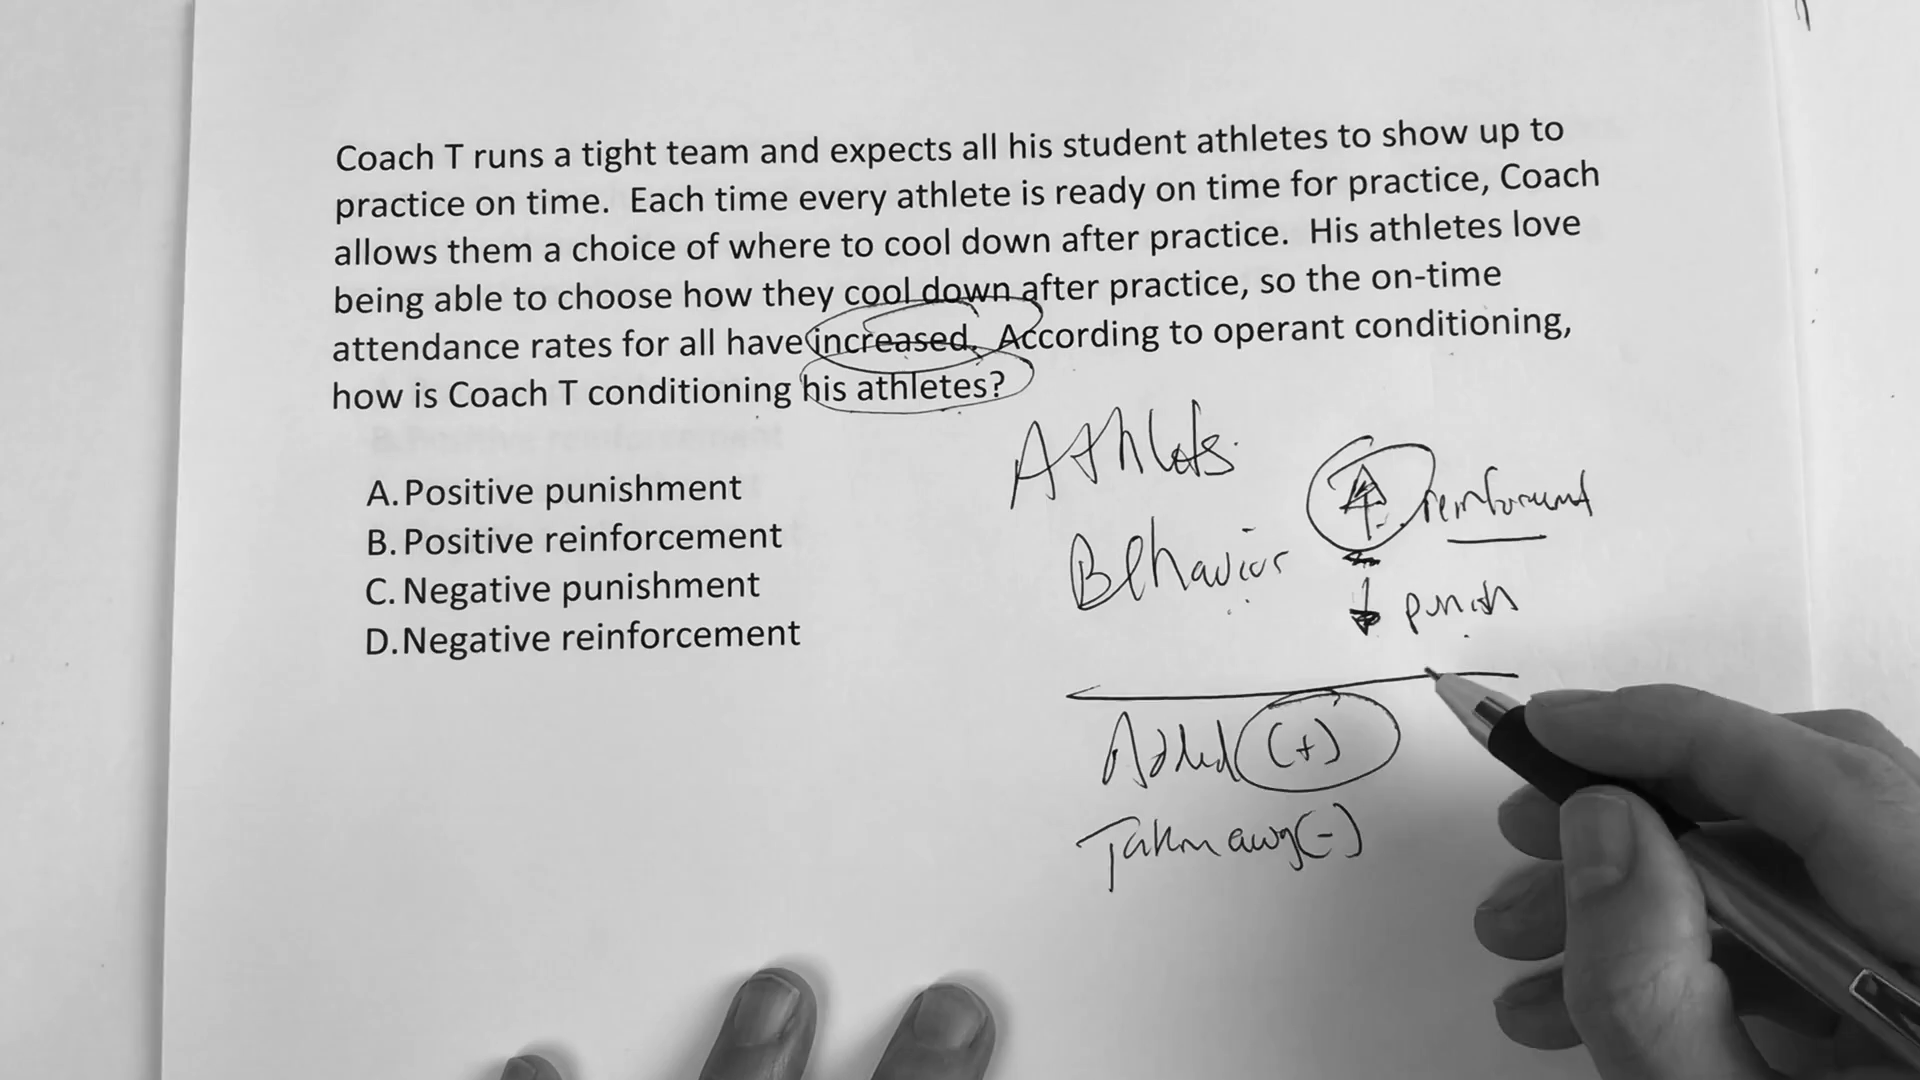 Coach T runs a tight team and expects all his student athletes to show up to
practice on time. Each time every athlete is ready on time for practice, Coach
allows them a choice of where to cool down after practice. His athletes love
being able to choose how they cool down after practice, so the on-time
attendance rates for all have increased. According to operant conditioning,
how is Coach T conditioning his athletes?
A. Positive punishment
B. Positive reinforcement
C. Negative punishment
D. Negative reinforcement
Behavior
↓ punish
Added (+)
Taken away (-)